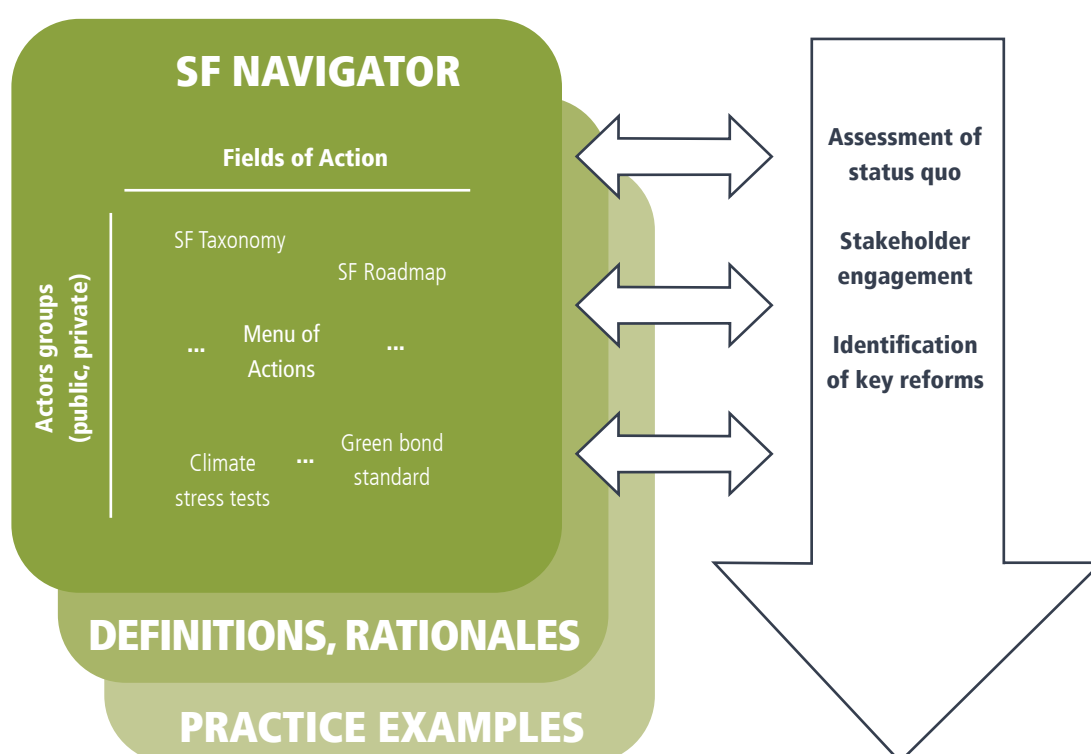 SF NAVIGATOR
Fields of Action
Actors groups
(public, private)
SF Taxonomy
SF Roadmap
...
Menu of
Actions
...
Climate
stress tests
...
Green bond
standard
DEFINITIONS, RATIONALES
PRACTICE EXAMPLES
Assessment of
status quo
Stakeholder
engagement
Identification
of key reforms